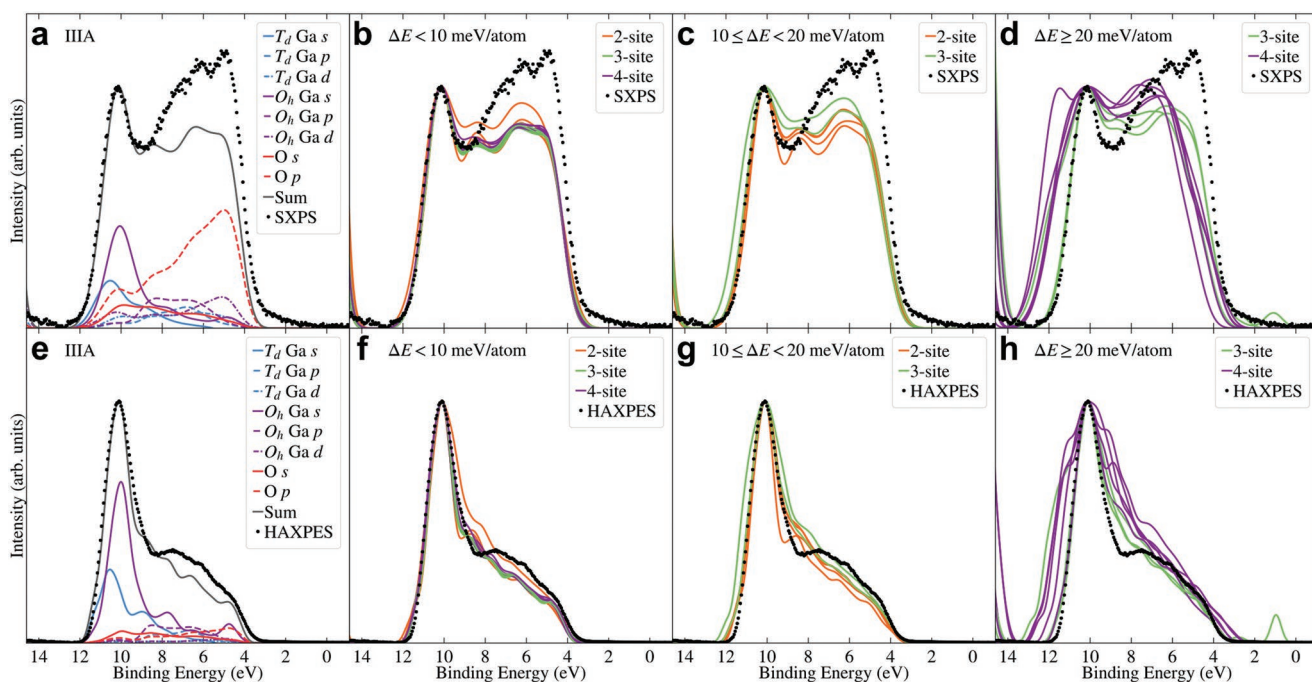 Intensity (arb. units)
a IIIA
T_d Ga s
T_d Ga p
T_d Ga d
O_h Ga s
O_h Ga p
O_h Ga d
O s
O p
Sum
SXPS
b ΔE < 10 meV/atom
2-site
3-site
4-site
SXPS
c 10 ≤ ΔE < 20 meV/atom
2-site
3-site
SXPS
d ΔE ≥ 20 meV/atom
3-site
4-site
SXPS
Intensity (arb. units)
e IIIA
T_d Ga s
T_d Ga p
T_d Ga d
O_h Ga s
O_h Ga p
O_h Ga d
O s
O p
Sum
HAXPES
f ΔE < 10 meV/atom
2-site
3-site
4-site
HAXPES
g 10 ≤ ΔE < 20 meV/atom
2-site
3-site
HAXPES
h ΔE ≥ 20 meV/atom
3-site
4-site
HAXPES
14 12 10 8 6 4 2 0
Binding Energy (eV)
14 12 10 8 6 4 2 0
Binding Energy (eV)
14 12 10 8 6 4 2 0
Binding Energy (eV)
14 12 10 8 6 4 2 0
Binding Energy (eV)